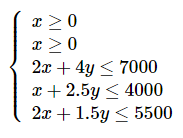 x ≥ 0
x ≥ 0
2x + 4y ≤ 7000
x + 2.5y ≤ 4000
2x + 1.5y ≤ 5500